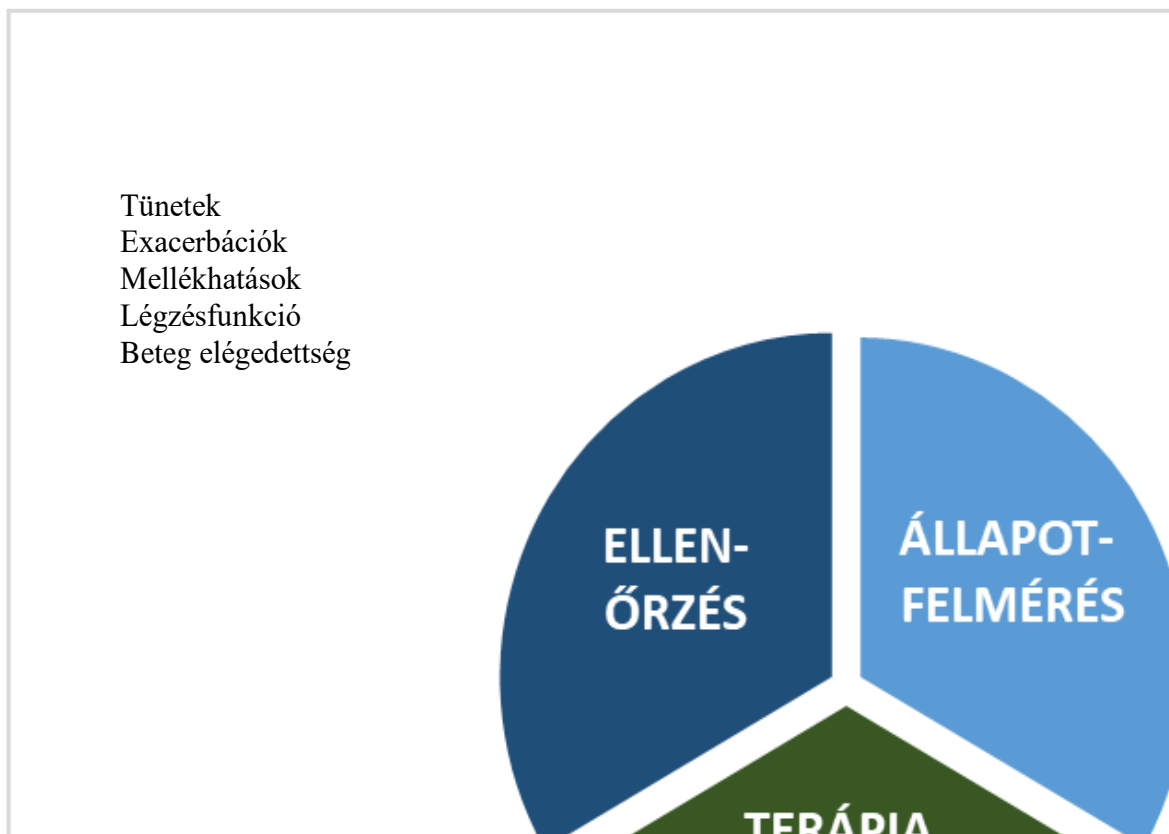 Tünetek
Exacerbációk
Mellékhatások
Légzésfunkció
Beteg elégedettség
ELLEN-
ŐRZÉS
ÁLLAPOT-
FELMÉRÉS
TERÁPIA